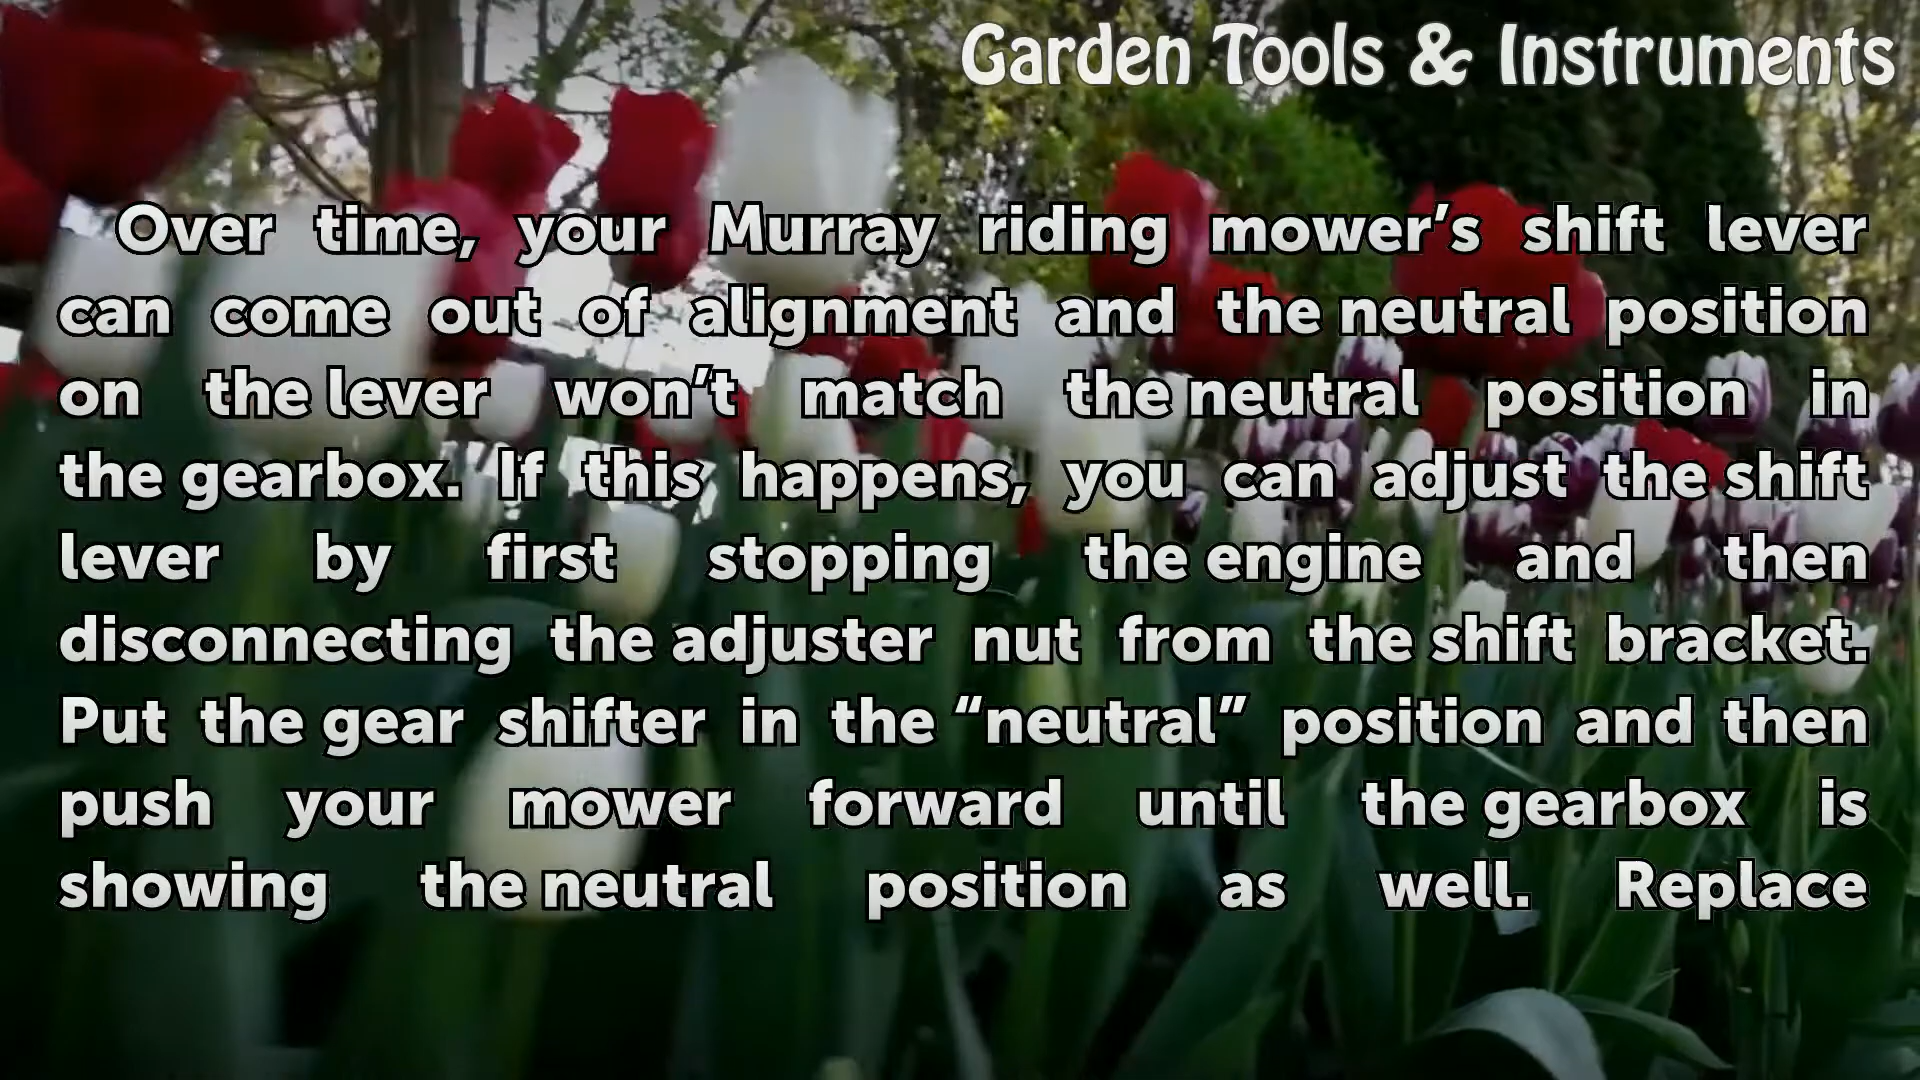 Garden Tools & Instruments
Over time, your Murray riding mower’s shift lever
can come out of alignment and the neutral position
on the lever won’t match the neutral position in
the gearbox. If this happens, you can adjust the shift
lever by first stopping the engine and then
disconnecting the adjuster nut from the shift bracket.
Put the gear shifter in the “neutral” position and then
push your mower forward until the gearbox is
showing the neutral position as well. Replace